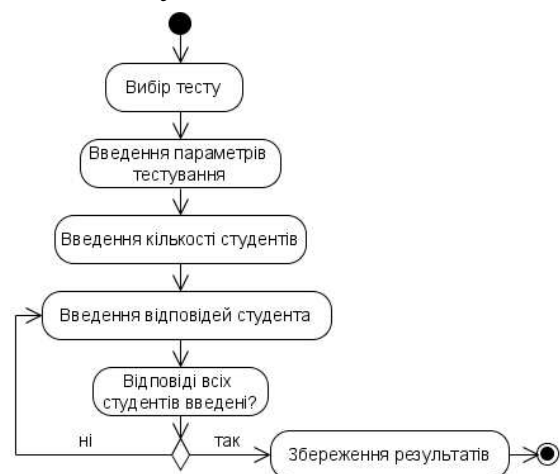 Вибір тесту
Введення параметрів
тестування
Введення кількості студентів
Введення відповідей студента
Відповіді всіх
студентів введені?
ні
так
Збереження результатів